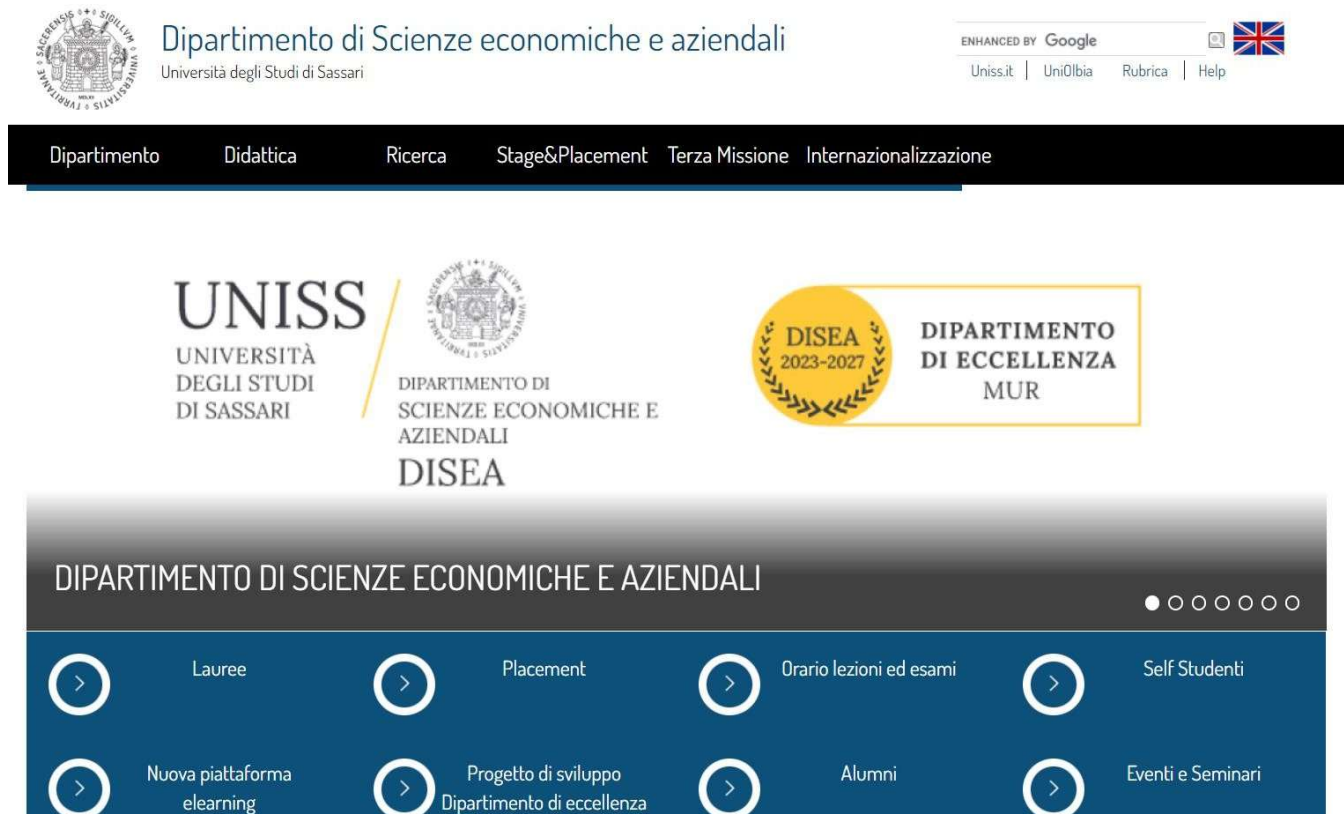 Dipartimento di Scienze economiche e aziendali
Università degli Studi di Sassari
ENHANCED BY Google
Uniss.it | UniOlbia Rubrica | Help
Dipartimento Didattica Ricerca Stage&Placement Terza Missione Internazionalizzazione
UNISS
UNIVERSITÀ
DEGLI STUDI
DI SASSARI
DIPARTIMENTO DI
SCIENZE ECONOMICHE E
AZIENDALI
DISEA
DISEA
2023-2027
DIPARTIMENTO
DI ECCELLENZA
MUR
DIPARTIMENTO DI SCIENZE ECONOMICHE E AZIENDALI
Lauree Placement Orario lezioni ed esami Self Studenti
Nuova piattaforma
elearning
Progetto di sviluppo
Dipartimento di eccellenza
Alumni
Eventi e Seminari